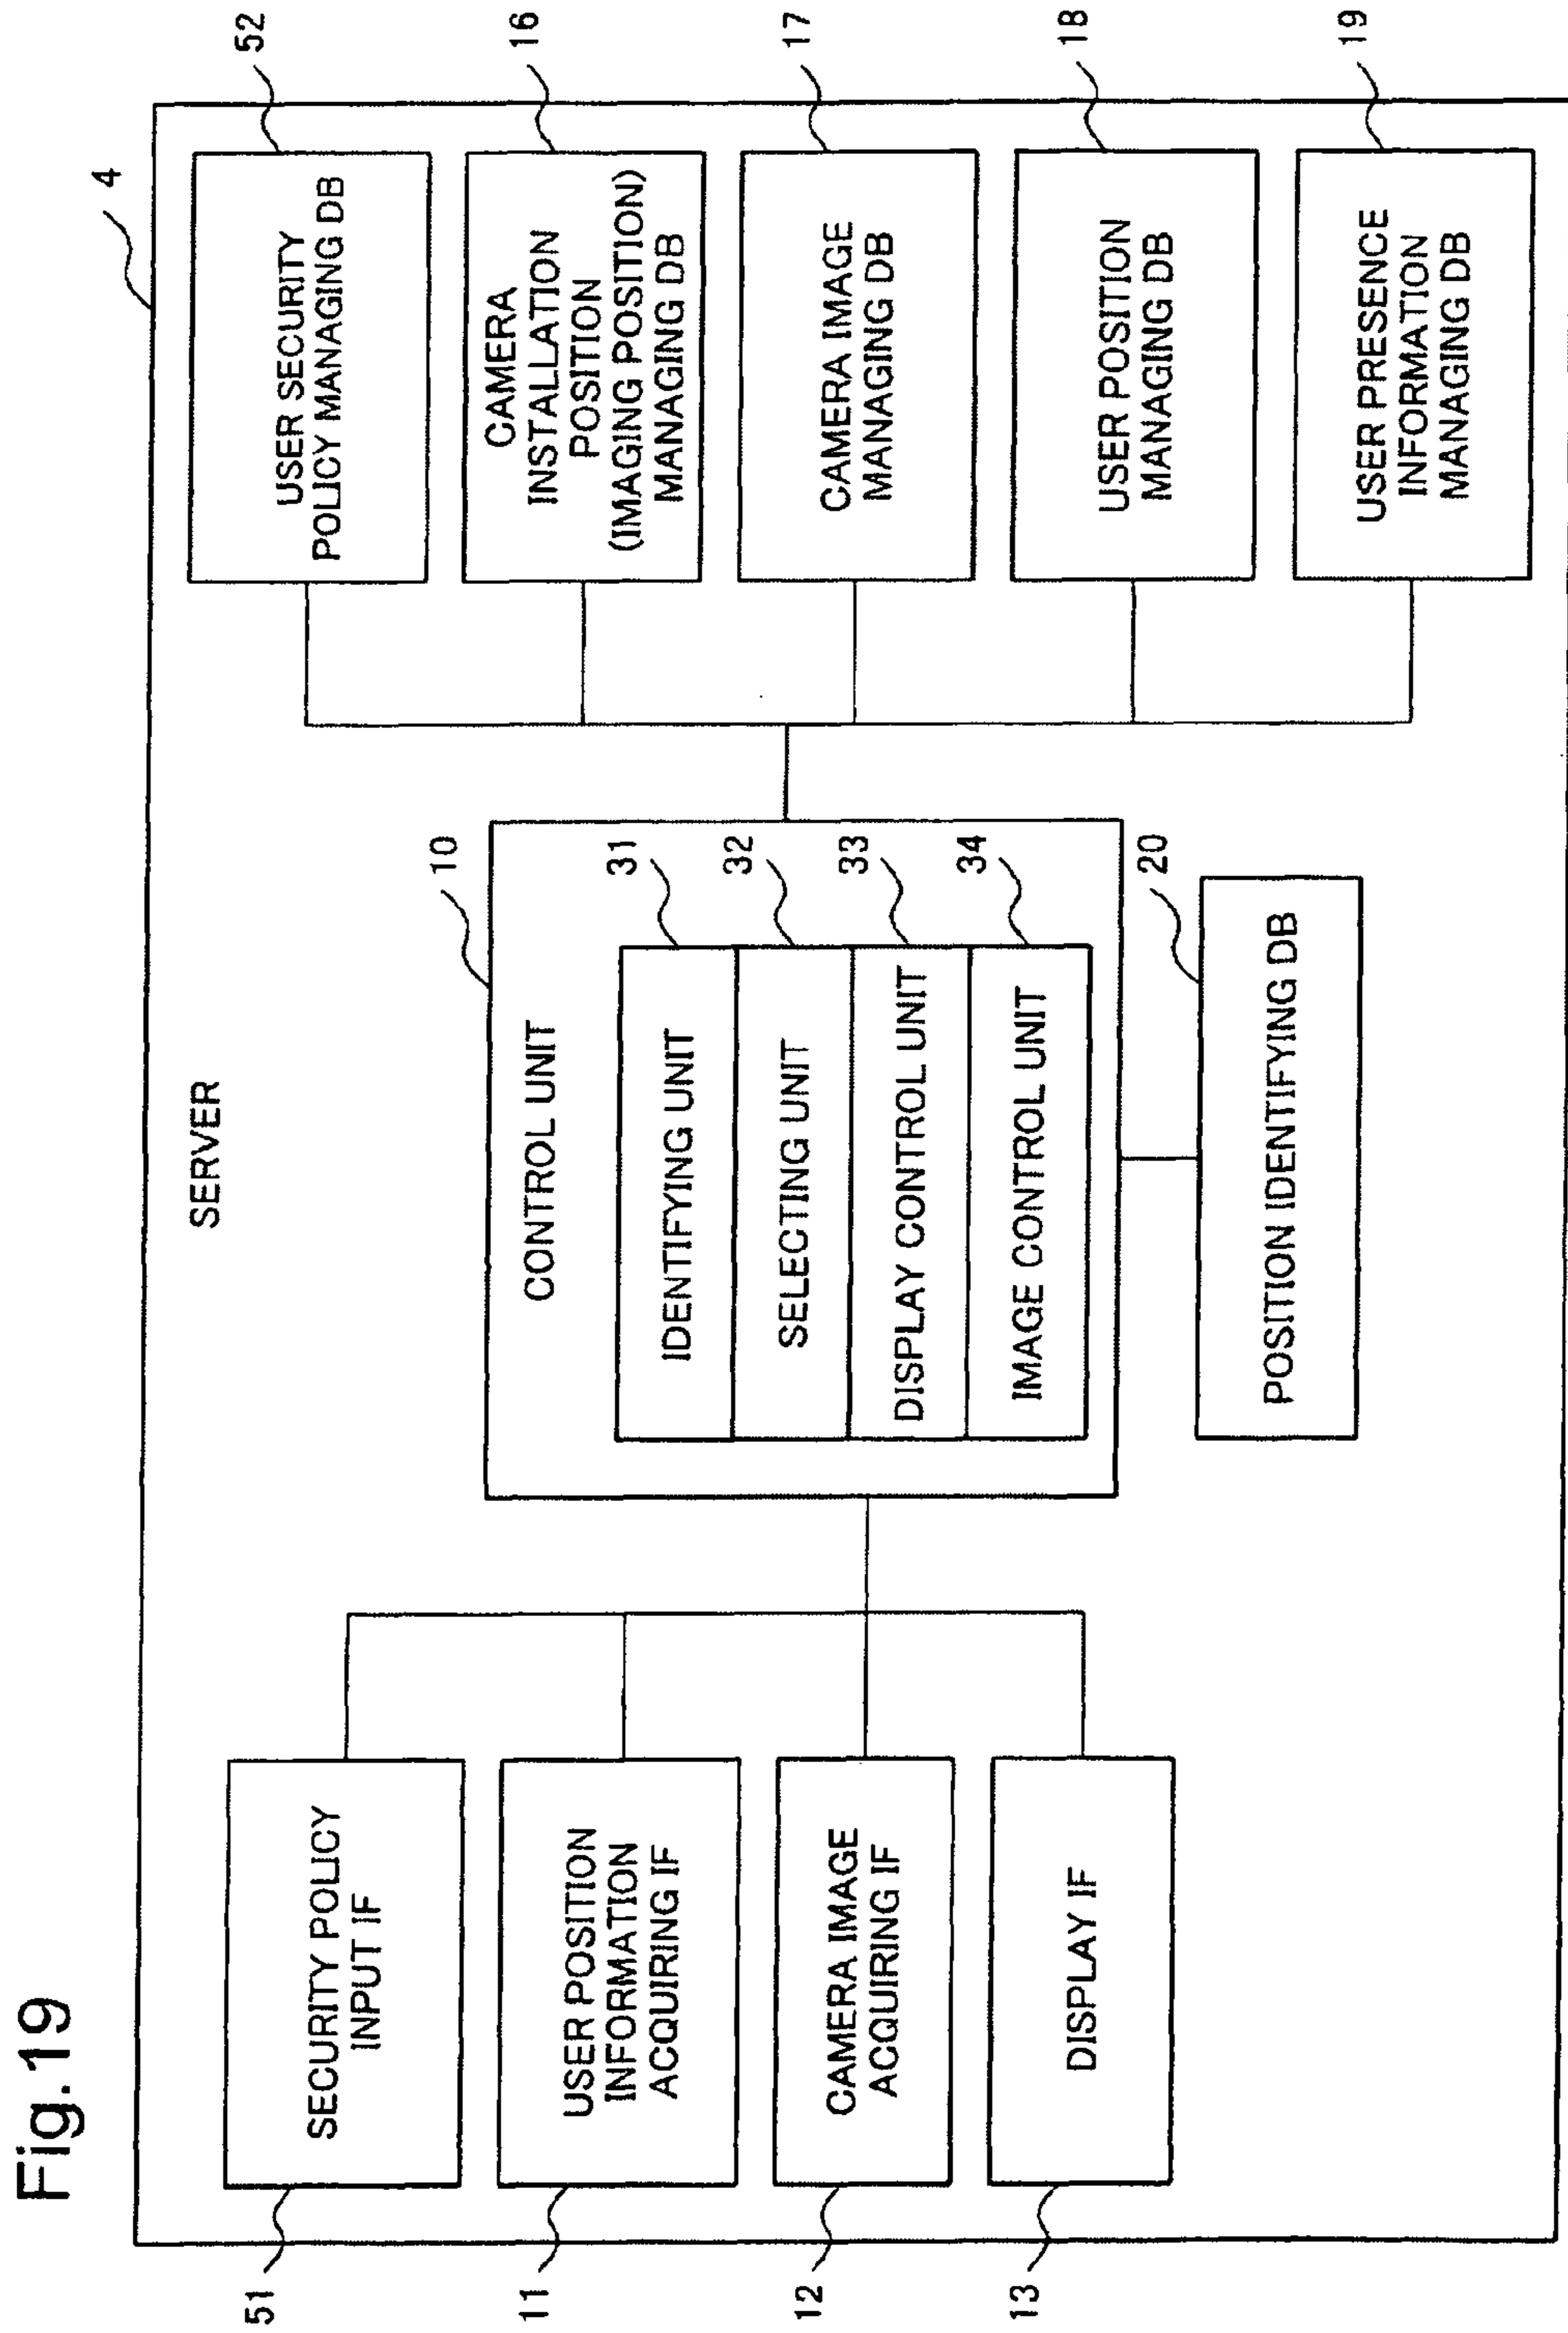 Fig.19
4
SERVER
51
SECURITY POLICY
INPUT IF
11
USER POSITION
INFORMATION
ACQUIRING IF
12
CAMERA IMAGE
ACQUIRING IF
13
DISPLAY IF
10
CONTROL UNIT
IDENTIFYING UNIT
31
SELECTING UNIT
32
DISPLAY CONTROL UNIT
33
IMAGE CONTROL UNIT
34
20
POSITION IDENTIFYING DB
52
USER SECURITY
POLICY MANAGING DB
16
CAMERA
INSTALLATION
POSITION
(IMAGING POSITION)
MANAGING DB
17
CAMERA IMAGE
MANAGING DB
18
USER POSITION
MANAGING DB
19
USER PRESENCE
INFORMATION
MANAGING DB